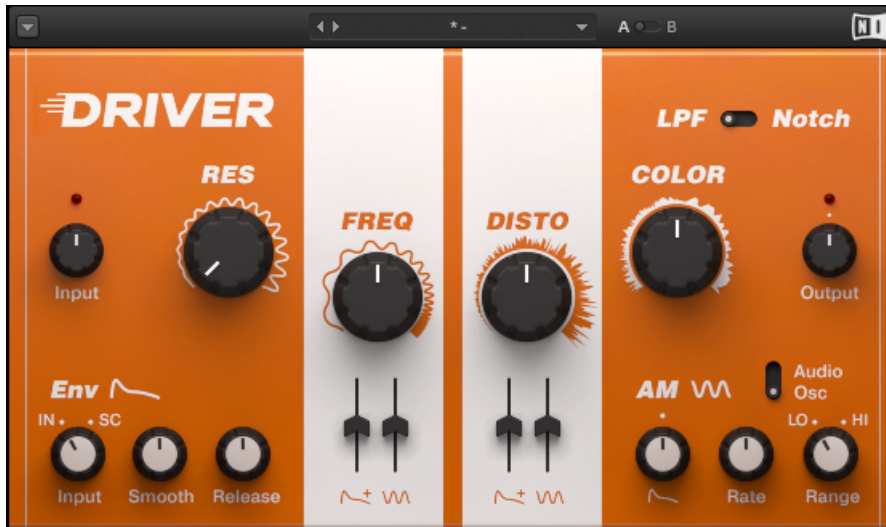 *-
A B
NI
DRIVER
LPF Notch
RES
COLOR
FREQ
DISTO
Input
Output
Env
AM
Audio
Osc
IN SC
LO HI
Input Smooth Release
Rate
Range